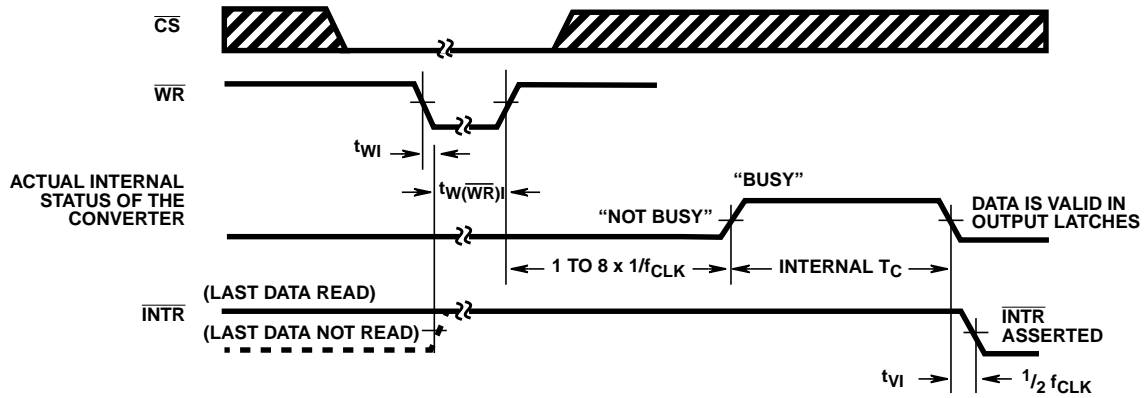 CS
WR
tWI
tW(WR)I
ACTUAL INTERNAL
STATUS OF THE
CONVERTER
"BUSY"
"NOT BUSY"
DATA IS VALID IN
OUTPUT LATCHES
1 TO 8 x 1/fCLK
INTERNAL TC
(LAST DATA READ)
INTR
(LAST DATA NOT READ)
INTR
ASSERTED
tVI
1/2 fCLK